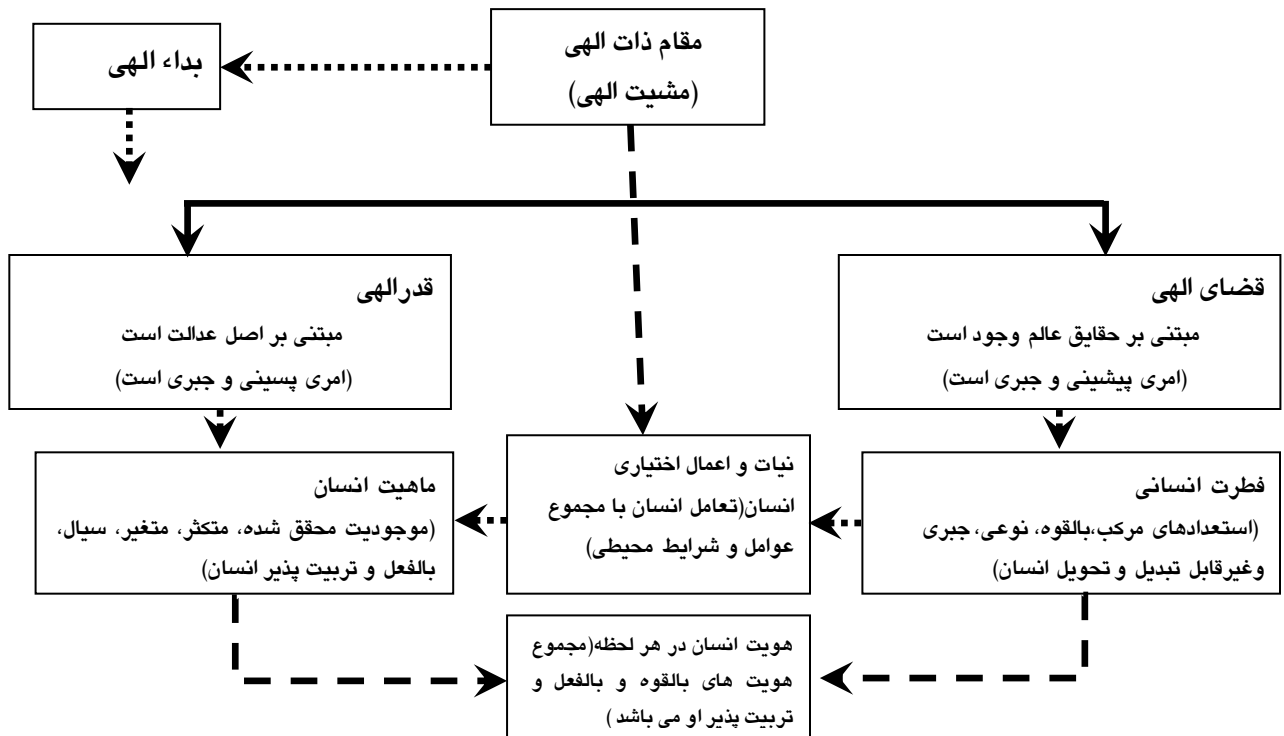 مقام ذات الهی
(مشیت الهی)
بداء الهی
قضای الهی
مبتنی بر حقایق عالم وجود است
(امری پیشینی و جبری است)
قدرالهی
مبتنی بر اصل عدالت است
(امری پسینی و جبری است)
فطرت انسانی
(استعدادهای مرکب،بالقوه، نوعی، جبری
وغیرقابل تبدیل و تحویل انسان)
نیات و اعمال اختیاری
انسان(تعامل انسان با مجموع
عوامل و شرایط محیطی)
ماهیت انسان
(موجودیت محقق شده، متکثر، متغیر، سیال،
بالفعل و تربیت پذیر انسان)
هویت انسان در هر لحظه(مجموع
هویت های بالقوه و بالفعل و
تربیت پذیر او می باشد )